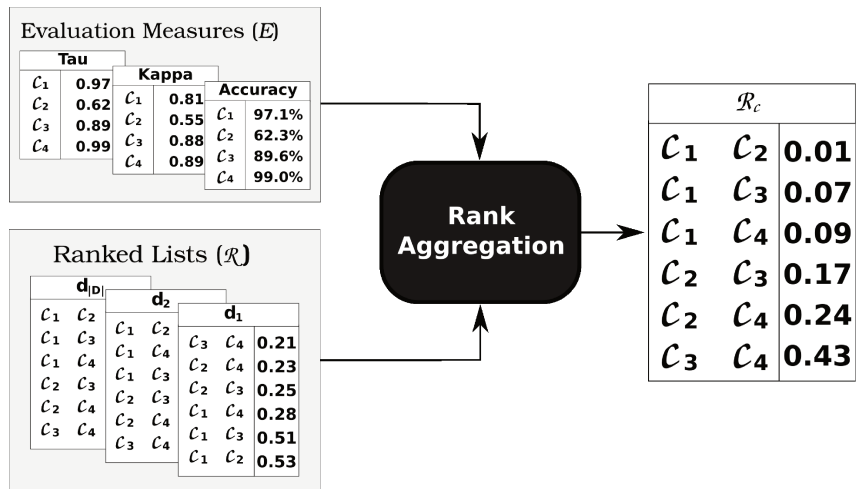 Evaluation Measures (E)
Tau
C₁ 0.97
C₂ 0.62
C₃ 0.89
C₄ 0.99
Kappa
C₁ 0.81
C₂ 0.55
C₃ 0.88
C₄ 0.89
Accuracy
C₁ 97.1%
C₂ 62.3%
C₃ 89.6%
C₄ 99.0%
Ranked Lists (R)
d|D|
C₁ C₂
C₁ C₃
C₁ C₄
C₂ C₃
C₂ C₄
C₃ C₄
d₂
C₁ C₂
C₁ C₄
C₁ C₃
C₂ C₃
C₂ C₄
C₃ C₄
d₁
C₃ C₄ 0.21
C₂ C₄ 0.23
C₂ C₃ 0.25
C₁ C₄ 0.28
C₁ C₃ 0.51
C₁ C₂ 0.53
Rank
Aggregation
R꜀
C₁ C₂ 0.01
C₁ C₃ 0.07
C₁ C₄ 0.09
C₂ C₃ 0.17
C₂ C₄ 0.24
C₃ C₄ 0.43